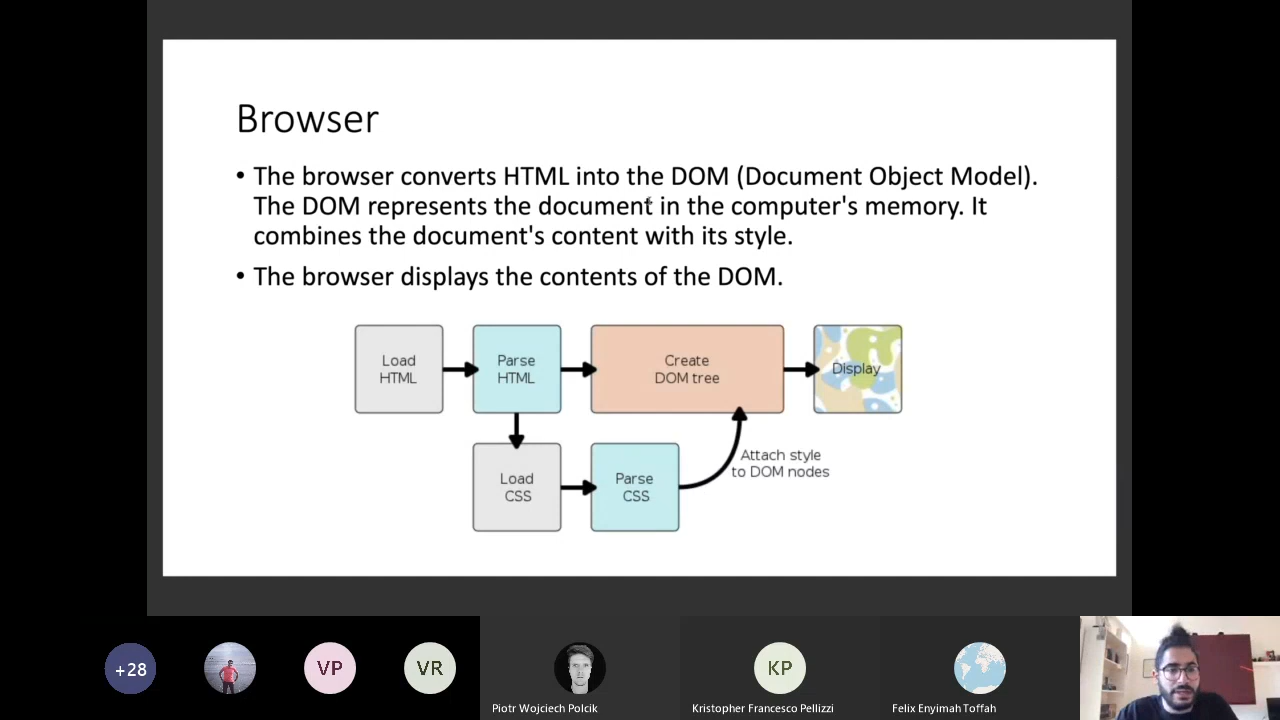 Browser
• The browser converts HTML into the DOM (Document Object Model).
The DOM represents the document in the computer's memory. It
combines the document's content with its style.
• The browser displays the contents of the DOM.
Load
HTML
Parse
HTML
Create
DOM tree
Display
Load
CSS
Parse
CSS
Attach style
to DOM nodes
+28
VP
VR
KP
Piotr Wojciech Polcik
Kristopher Francesco Pellizzi
Felix Enyimah Toffah